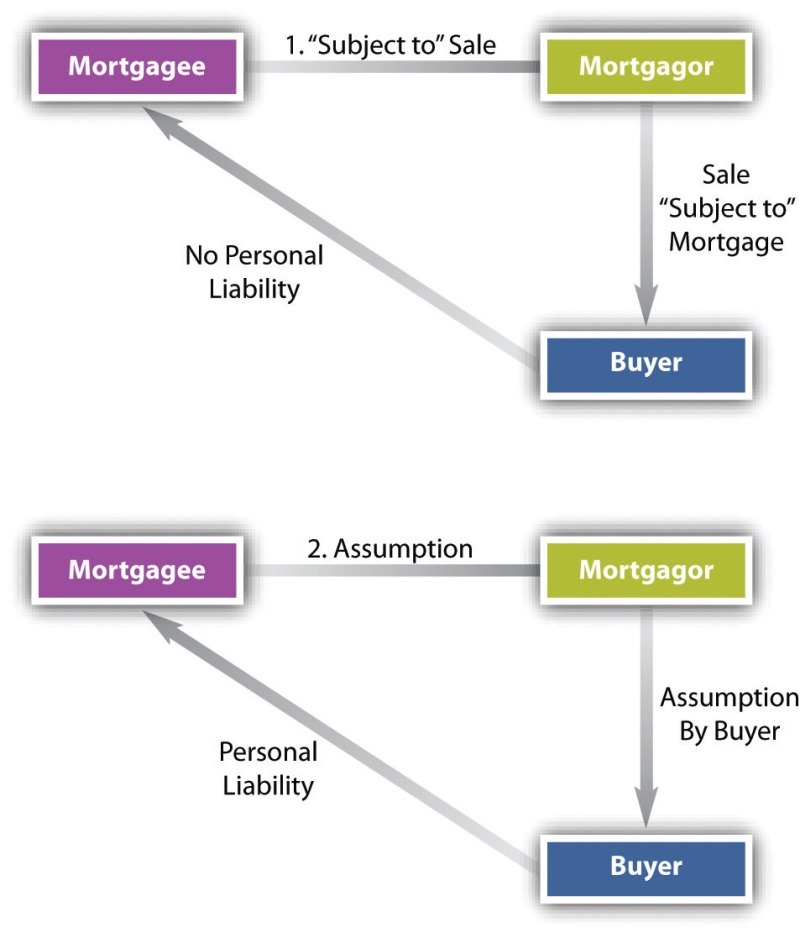 1. “Subject to” Sale
Mortgagee
Mortgagor
Sale
“Subject to”
Mortgage
No Personal
Liability
Buyer
2. Assumption
Mortgagee
Mortgagor
Assumption
By Buyer
Personal
Liability
Buyer